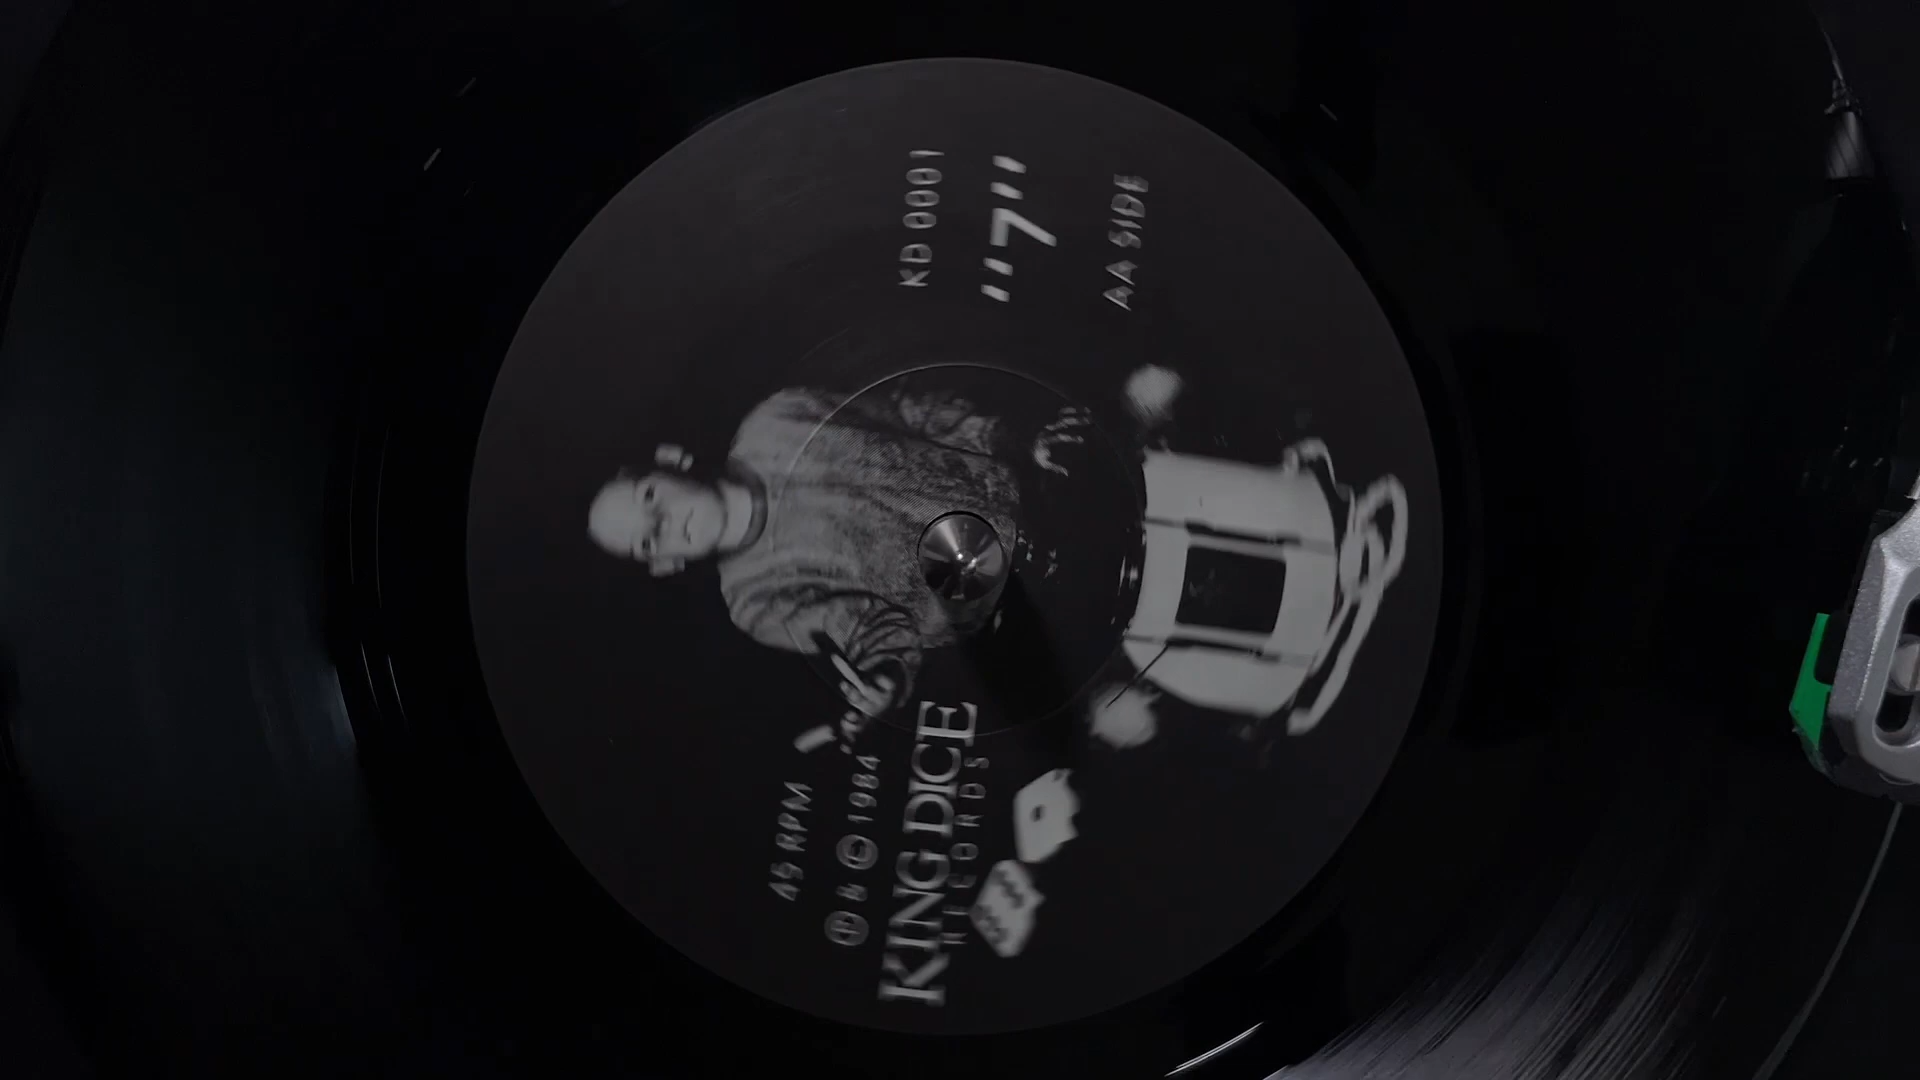 KD 0001
"7"
AA SIDE
45 RPM
Ⓟ & © 1984
KING DICE
RECORDS